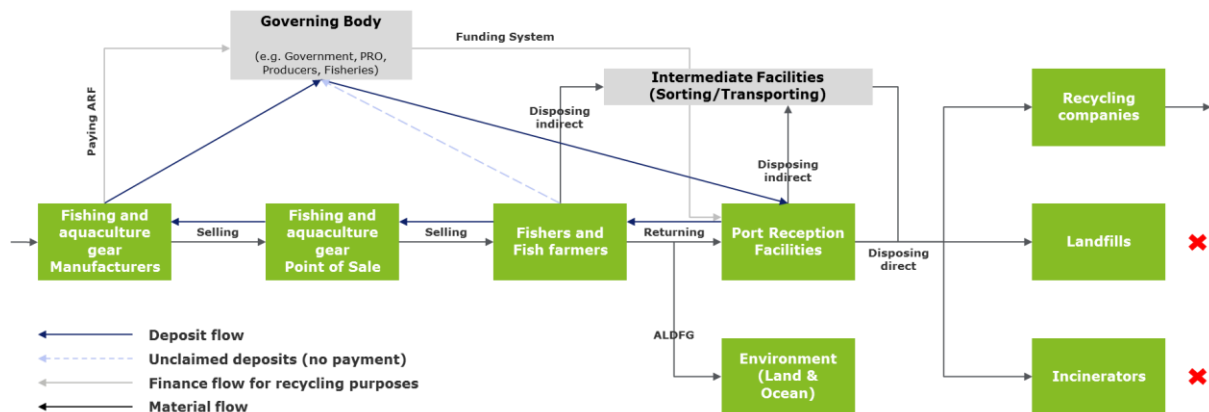 Governing Body
(e.g. Government, PRO,
Producers, Fisheries)
Funding System
Intermediate Facilities
(Sorting/Transporting)
Recycling
companies
Paying ARF
Disposing
indirect
Disposing
indirect
Fishing and
aquaculture
gear
Manufacturers
Selling
Fishing and
aquaculture
gear
Point of Sale
Selling
Fishers and
Fish farmers
Returning
Port Reception
Facilities
Disposing
direct
Landfills
ALDFG
Environment
(Land &
Ocean)
Incinerators
Deposit flow
Unclaimed deposits (no payment)
Finance flow for recycling purposes
Material flow